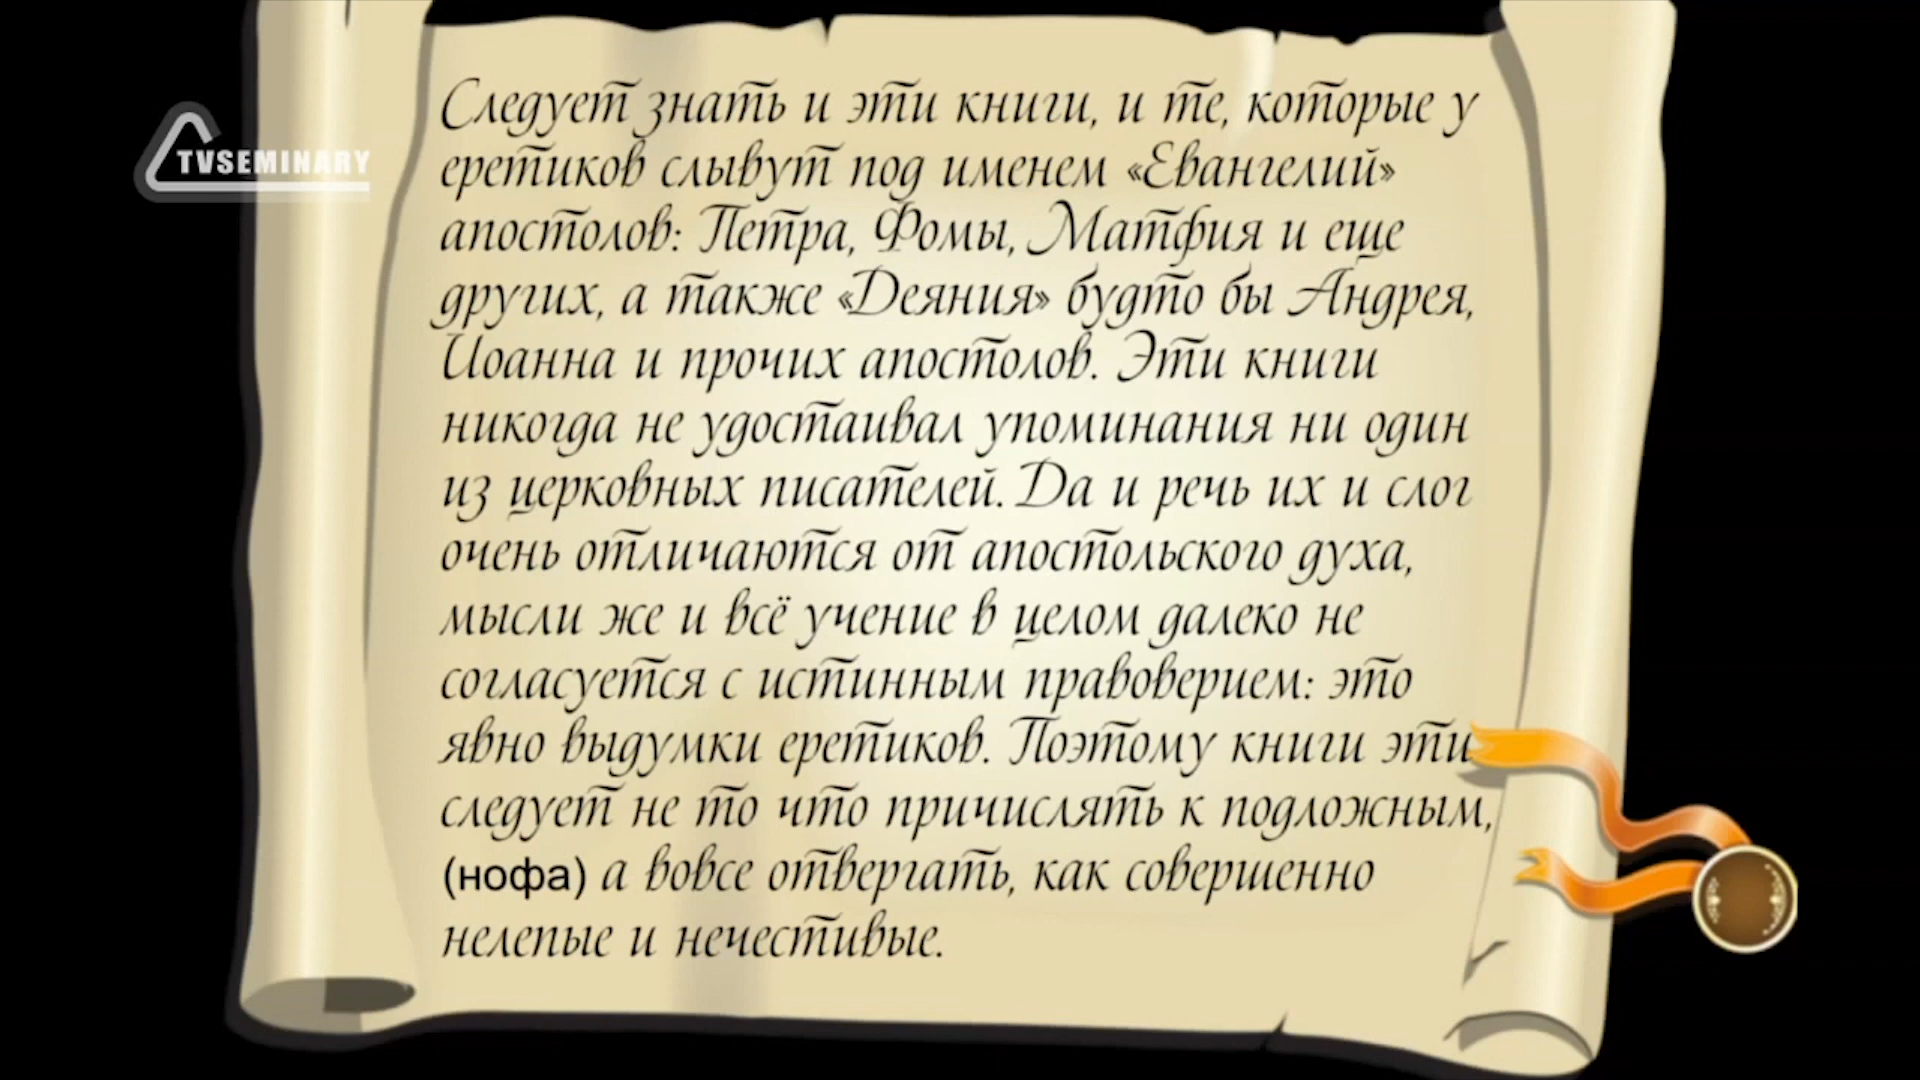 TVSEMINARY
Следует знать и эти книги, и те, которые у
еретиков слывут под именем «Евангелий»
апостолов: Петра, Фомы, Матфия и еще
других, а также «Деяния» будто бы Андрея,
Иоанна и прочих апостолов. Эти книги
никогда не удостаивал упоминания ни один
из церковных писателей. Да и речь их и слог
очень отличаются от апостольского духа,
мысли же и всё учение в целом далеко не
согласуется с истинным правоверием: это
явно выдумки еретиков. Поэтому книги эти
следует не то что причислять к подложным,
(нофа) а вовсе отвергать, как совершенно
нелепые и нечестивые.